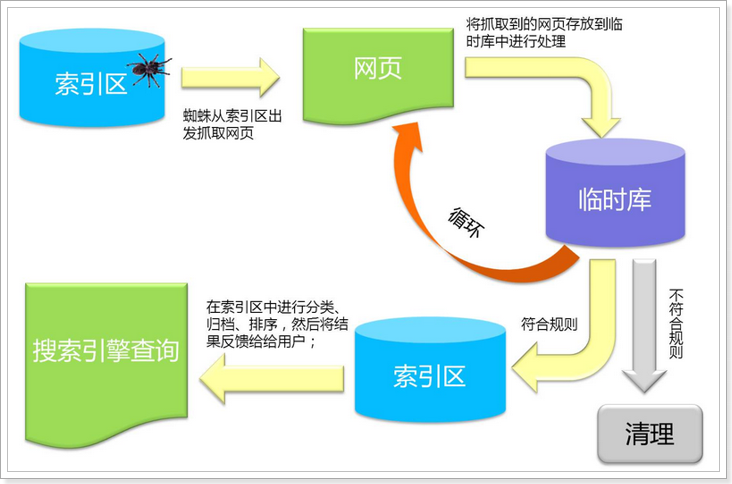 索引区
蜘蛛从索引区出
发抓取网页
网页
将抓取到的网页存放到临
时库中进行处理
临时库
循环
符合规则
不符合规则
清理
索引区
在索引区中进行分类、
归档、排序，然后将结
果反馈给给用户；
搜索引擎查询